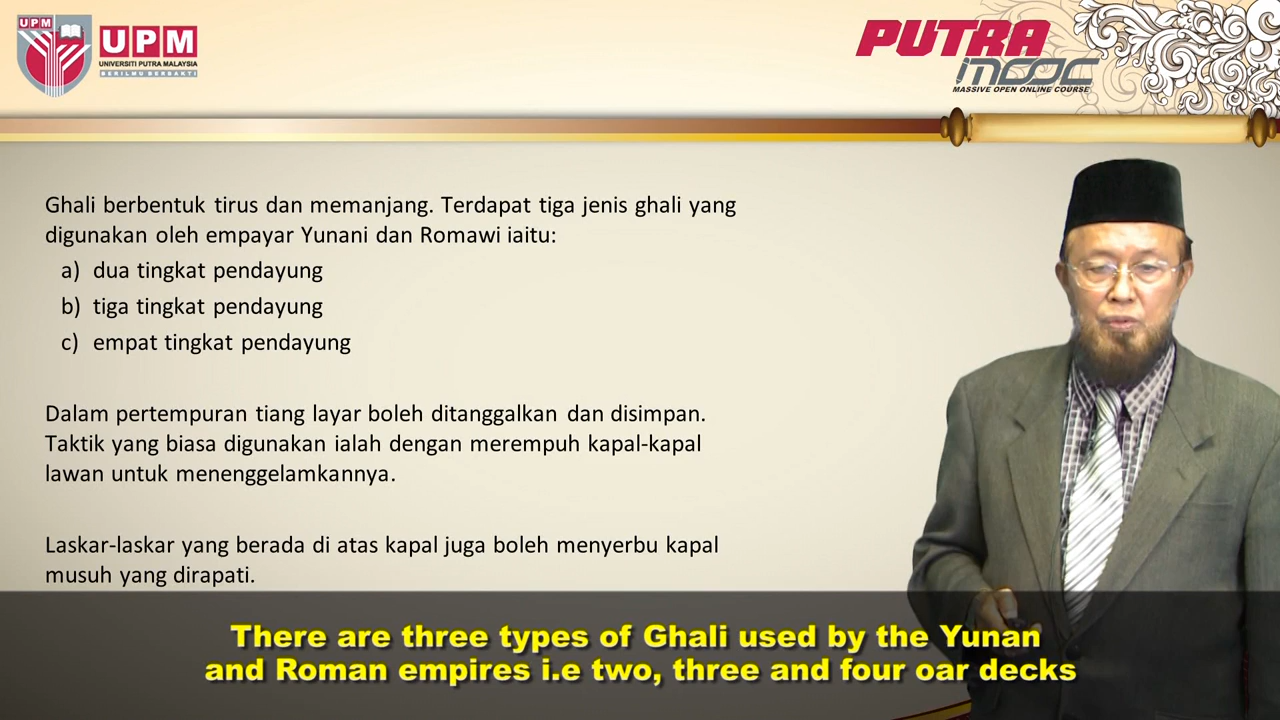 UPM
UPM
UNIVERSITI PUTRA MALAYSIA
BERILMU BERBAKTI
PUTRA
mooc
MASSIVE OPEN ONLINE COURSE
Ghali berbentuk tirus dan memanjang. Terdapat tiga jenis ghali yang
digunakan oleh empayar Yunani dan Romawi iaitu:
a) dua tingkat pendayung
b) tiga tingkat pendayung
c) empat tingkat pendayung
Dalam pertempuran tiang layar boleh ditanggalkan dan disimpan.
Taktik yang biasa digunakan ialah dengan merempuh kapal-kapal
lawan untuk menenggelamkannya.
Laskar-laskar yang berada di atas kapal juga boleh menyerbu kapal
musuh yang dirapati.
There are three types of Ghali used by the Yunan
and Roman empires i.e two, three and four oar decks